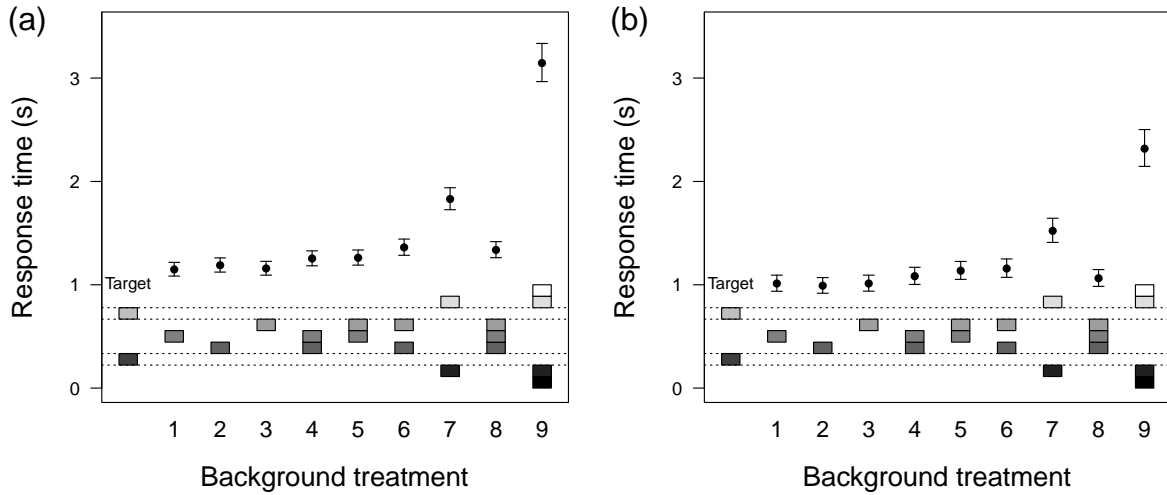 (a)
Response time (s)
3
2
1
0
Target
1 2 3 4 5 6 7 8 9
Background treatment
(b)
Response time (s)
3
2
1
0
Target
1 2 3 4 5 6 7 8 9
Background treatment